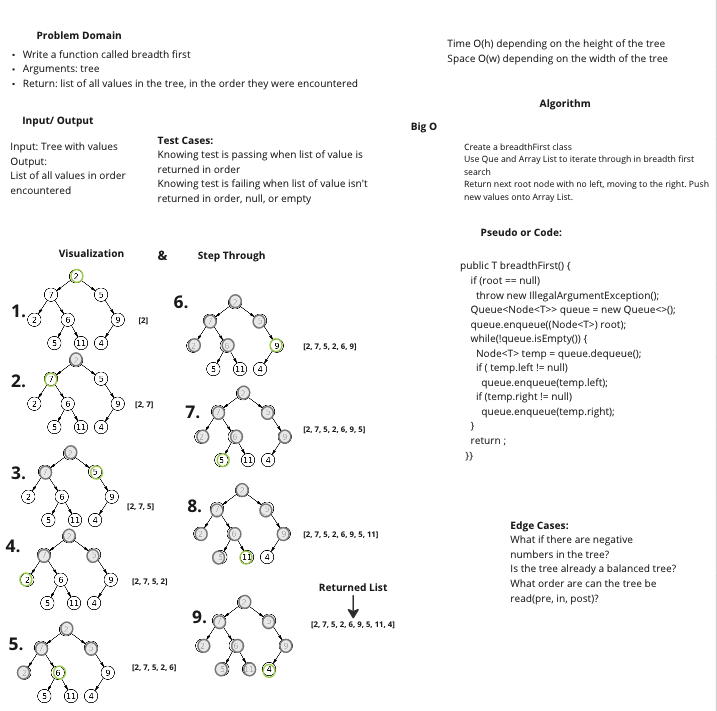 Problem Domain
• Write a function called breadth first
• Arguments: tree
• Return: list of all values in the tree, in the order they were encountered
Time O(h) depending on the height of the tree
Space O(w) depending on the width of the tree
Input/ Output
Input: Tree with values
Output:
List of all values in order
encountered
Test Cases:
Knowing test is passing when list of value is
returned in order
Knowing test is failing when list of value isn't
returned in order, null, or empty
Algorithm
Big O
Create a breadthFirst class
Use Que and Array List to iterate through in breadth first
search
Return next root node with no left, moving to the right. Push
new values onto Array List.
Visualization & Step Through
1.
2
7 5
2 6 9
5 11 4
[2]
2.
2
7 5
2 6 9
5 11 4
[2, 7]
3.
2
7 5
2 6 9
5 11 4
[2, 7, 5]
4.
2
7 5
2 6 9
5 11 4
[2, 7, 5, 2]
5.
2
7 5
2 6 9
5 11 4
[2, 7, 5, 2, 6]
6.
2
7 5
2 6 9
5 11 4
[2, 7, 5, 2, 6, 9]
7.
2
7 5
2 6 9
5 11 4
[2, 7, 5, 2, 6, 9, 5]
8.
2
7 5
2 6 9
5 11 4
[2, 7, 5, 2, 6, 9, 5, 11]
Returned List
9.
2
7 5
2 6 9
5 11 4
[2, 7, 5, 2, 6, 9, 5, 11, 4]
Pseudo or Code:
public T breadthFirst() {
if (root == null)
throw new IllegalArgumentException();
Queue<Node<T>> queue = new Queue<>();
queue.enqueue((Node<T>) root);
while(!queue.isEmpty()) {
Node<T> temp = queue.dequeue();
if ( temp.left != null)
queue.enqueue(temp.left);
if (temp.right != null)
queue.enqueue(temp.right);
}
return ;
}}
Edge Cases:
What if there are negative
numbers in the tree?
Is the tree already a balanced tree?
What order are can the tree be
read(pre, in, post)?